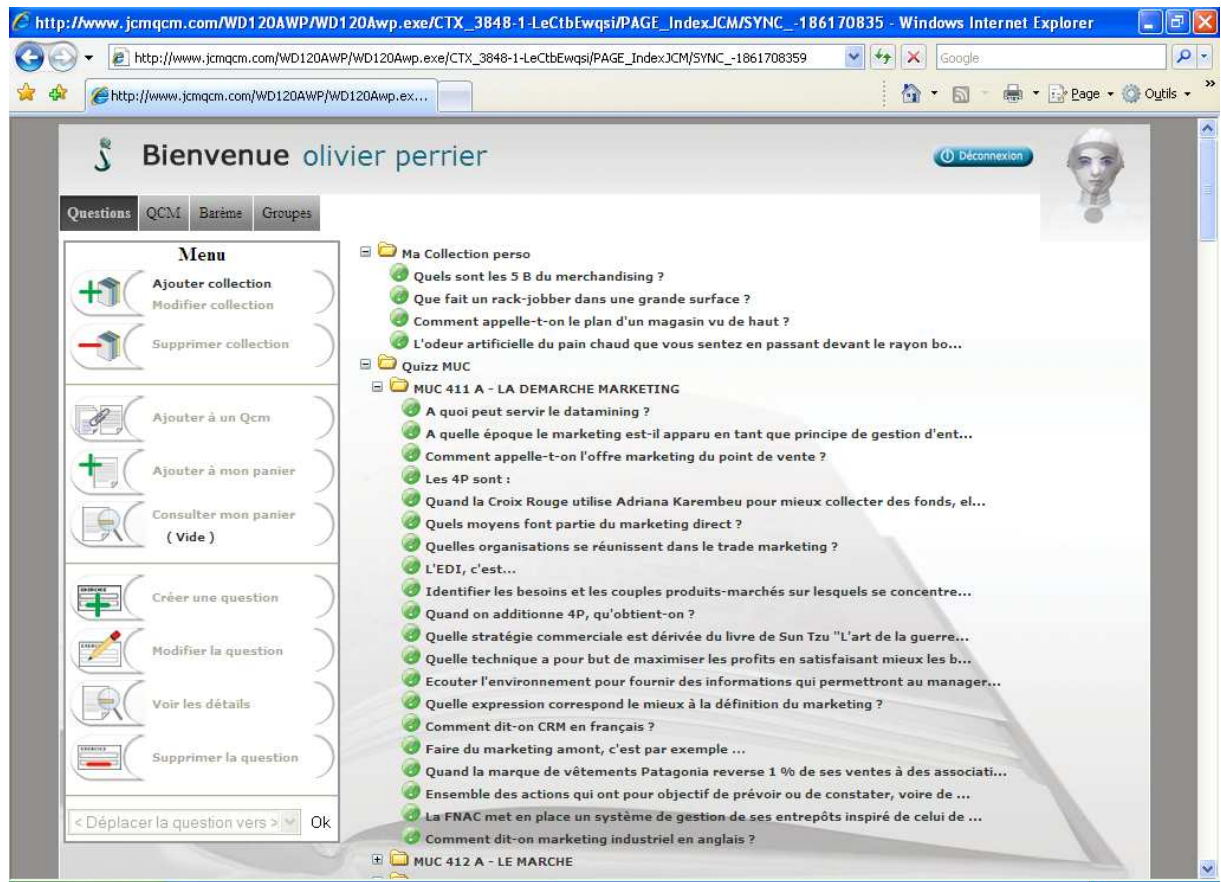 http://www.jcmqcm.com/WD120AWP/WD120Awp.exe/CTX_3848-1-LeCtbEwqsi/PAGE_IndexJCM/SYNC_-186170835 - Windows Internet Explorer
http://www.jcmqcm.com/WD120AWP/WD120Awp.exe/CTX_3848-1-LeCtbEwqsi/PAGE_IndexJCM/SYNC_-1861708359
Google
http://www.jcmqcm.com/WD120AWP/WD120Awp.ex...
Page
Outils
Bienvenue olivier perrier
Déconnexion
Questions QCM Barème Groupes
Menu
Ajouter collection
Modifier collection
Supprimer collection
Ajouter à un Qcm
Ajouter à mon panier
Consulter mon panier
( Vide )
Créer une question
Modifier la question
Voir les détails
Supprimer la question
< Déplacer la question vers > Ok
Ma Collection perso
Quels sont les 5 B du merchandising ?
Que fait un rack-jobber dans une grande surface ?
Comment appelle-t-on le plan d'un magasin vu de haut ?
L'odeur artificielle du pain chaud que vous sentez en passant devant le rayon bo...
Quizz MUC
MUC 411 A - LA DEMARCHE MARKETING
A quoi peut servir le datamining ?
A quelle époque le marketing est-il apparu en tant que principe de gestion d'ent...
Comment appelle-t-on l'offre marketing du point de vente ?
Les 4P sont :
Quand la Croix Rouge utilise Adriana Karembeu pour mieux collecter des fonds, el...
Quels moyens font partie du marketing direct ?
Quelles organisations se réunissent dans le trade marketing ?
L'EDI, c'est...
Identifier les besoins et les couples produits-marchés sur lesquels se concentre...
Quand on additionne 4P, qu'obtient-on ?
Quelle stratégie commerciale est dérivée du livre de Sun Tzu "L'art de la guerre...
Quelle technique a pour but de maximiser les profits en satisfaisant mieux les b...
Ecouter l'environnement pour fournir des informations qui permettront au manager...
Quelle expression correspond le mieux à la définition du marketing ?
Comment dit-on CRM en français ?
Faire du marketing amont, c'est par exemple ...
Quand la marque de vêtements Patagonia reverse 1 % de ses ventes à des associati...
Ensemble des actions qui ont pour objectif de prévoir ou de constater, voire de ...
La FNAC met en place un système de gestion de ses entrepôts inspiré de celui de ...
Comment dit-on marketing industriel en anglais ?
MUC 412 A - LE MARCHE